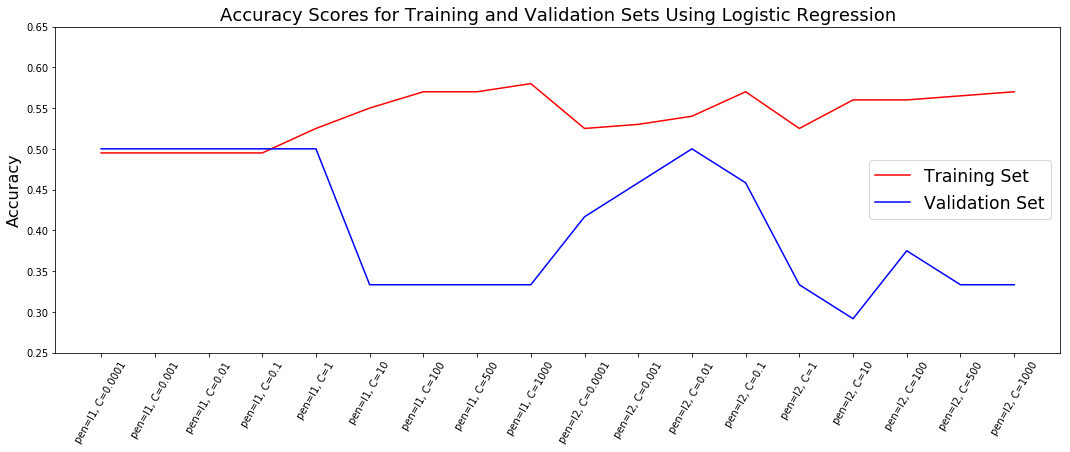 Accuracy Scores for Training and Validation Sets Using Logistic Regression
0.65
0.60
0.55
0.50
0.45
0.40
0.35
0.30
0.25
Accuracy
Training Set
Validation Set
pen=l1, C=0.0001
pen=l1, C=0.001
pen=l1, C=0.01
pen=l1, C=0.1
pen=l1, C=1
pen=l1, C=10
pen=l1, C=100
pen=l1, C=500
pen=l1, C=1000
pen=l2, C=0.0001
pen=l2, C=0.001
pen=l2, C=0.01
pen=l2, C=0.1
pen=l2, C=1
pen=l2, C=10
pen=l2, C=100
pen=l2, C=500
pen=l2, C=1000